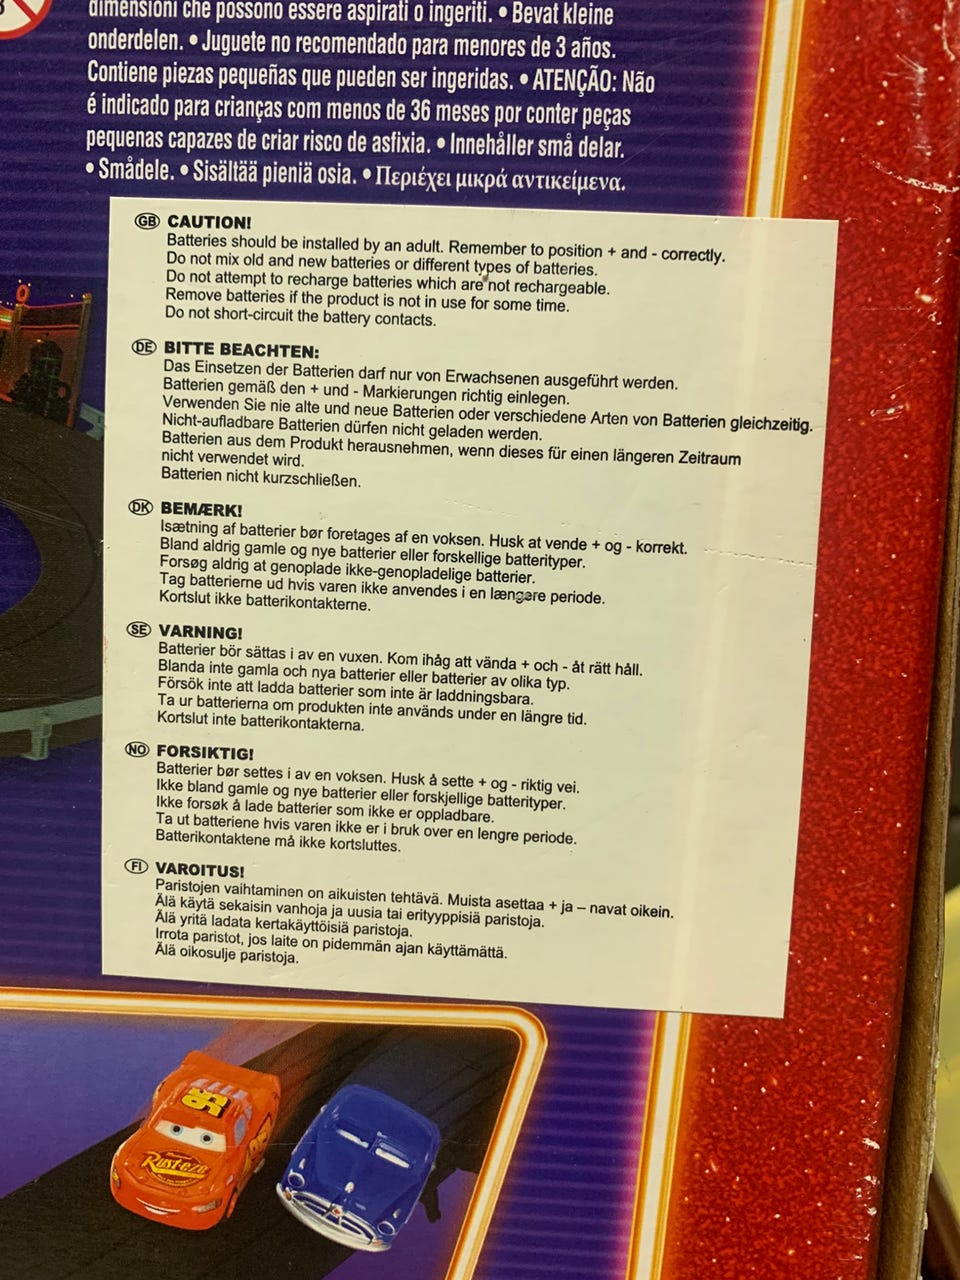 dimensioni che possono essere aspirati o ingeriti. • Bevat kleine
onderdelen. • Juguete no recomendado para menores de 3 años.
Contiene piezas pequeñas que pueden ser ingeridas. • ATENÇÃO: Não
é indicado para crianças com menos de 36 meses por conter peças
pequenas capazes de criar risco de asfixia. • Innehåller små delar.
• Smådele. • Sisältää pieniä osia. • Περιέχει μικρά αντικείμενα.
GB CAUTION!
Batteries should be installed by an adult. Remember to position + and - correctly.
Do not mix old and new batteries or different types of batteries.
Do not attempt to recharge batteries which are not rechargeable.
Remove batteries if the product is not in use for some time.
Do not short-circuit the battery contacts.
DE BITTE BEACHTEN:
Das Einsetzen der Batterien darf nur von Erwachsenen ausgeführt werden.
Batterien gemäß den + und - Markierungen richtig einlegen.
Verwenden Sie nie alte und neue Batterien oder verschiedene Arten von Batterien gleichzeitig.
Nicht-aufladbare Batterien dürfen nicht geladen werden.
Batterien aus dem Produkt herausnehmen, wenn dieses für einen längeren Zeitraum
nicht verwendet wird.
Batterien nicht kurzschließen.
DK BEMÆRK!
Isætning af batterier bør foretages af en voksen. Husk at vende + og - korrekt.
Bland aldrig gamle og nye batterier eller forskellige batterityper.
Forsøg aldrig at genoplade ikke-genopladelige batterier.
Tag batterierne ud hvis varen ikke anvendes i en længere periode.
Kortslut ikke batterikontakterne.
SE VARNING!
Batterier bör sättas i av en vuxen. Kom ihåg att vända + och - åt rätt håll.
Blanda inte gamla och nya batterier eller batterier av olika typ.
Försök inte att ladda batterier som inte är laddningsbara.
Ta ur batterierna om produkten inte används under en längre tid.
Kortslut inte batterikontakterna.
NO FORSIKTIG!
Batterier bør settes i av en voksen. Husk å sette + og - riktig vei.
Ikke bland gamle og nye batterier eller forskjellige batterityper.
Ikke forsøk å lade batterier som ikke er oppladbare.
Ta ut batteriene hvis varen ikke er i bruk over en lengre periode.
Batterikontaktene må ikke kortsluttes.
FI VAROITUS!
Paristojen vaihtaminen on aikuisten tehtävä. Muista asettaa + ja – navat oikein.
Älä käytä sekaisin vanhoja ja uusia tai erityyppisiä paristoja.
Älä yritä ladata kertakäyttöisiä paristoja.
Irrota paristot, jos laite on pidemmän ajan käyttämättä.
Älä oikosulje paristoja.
95
Rust-eze